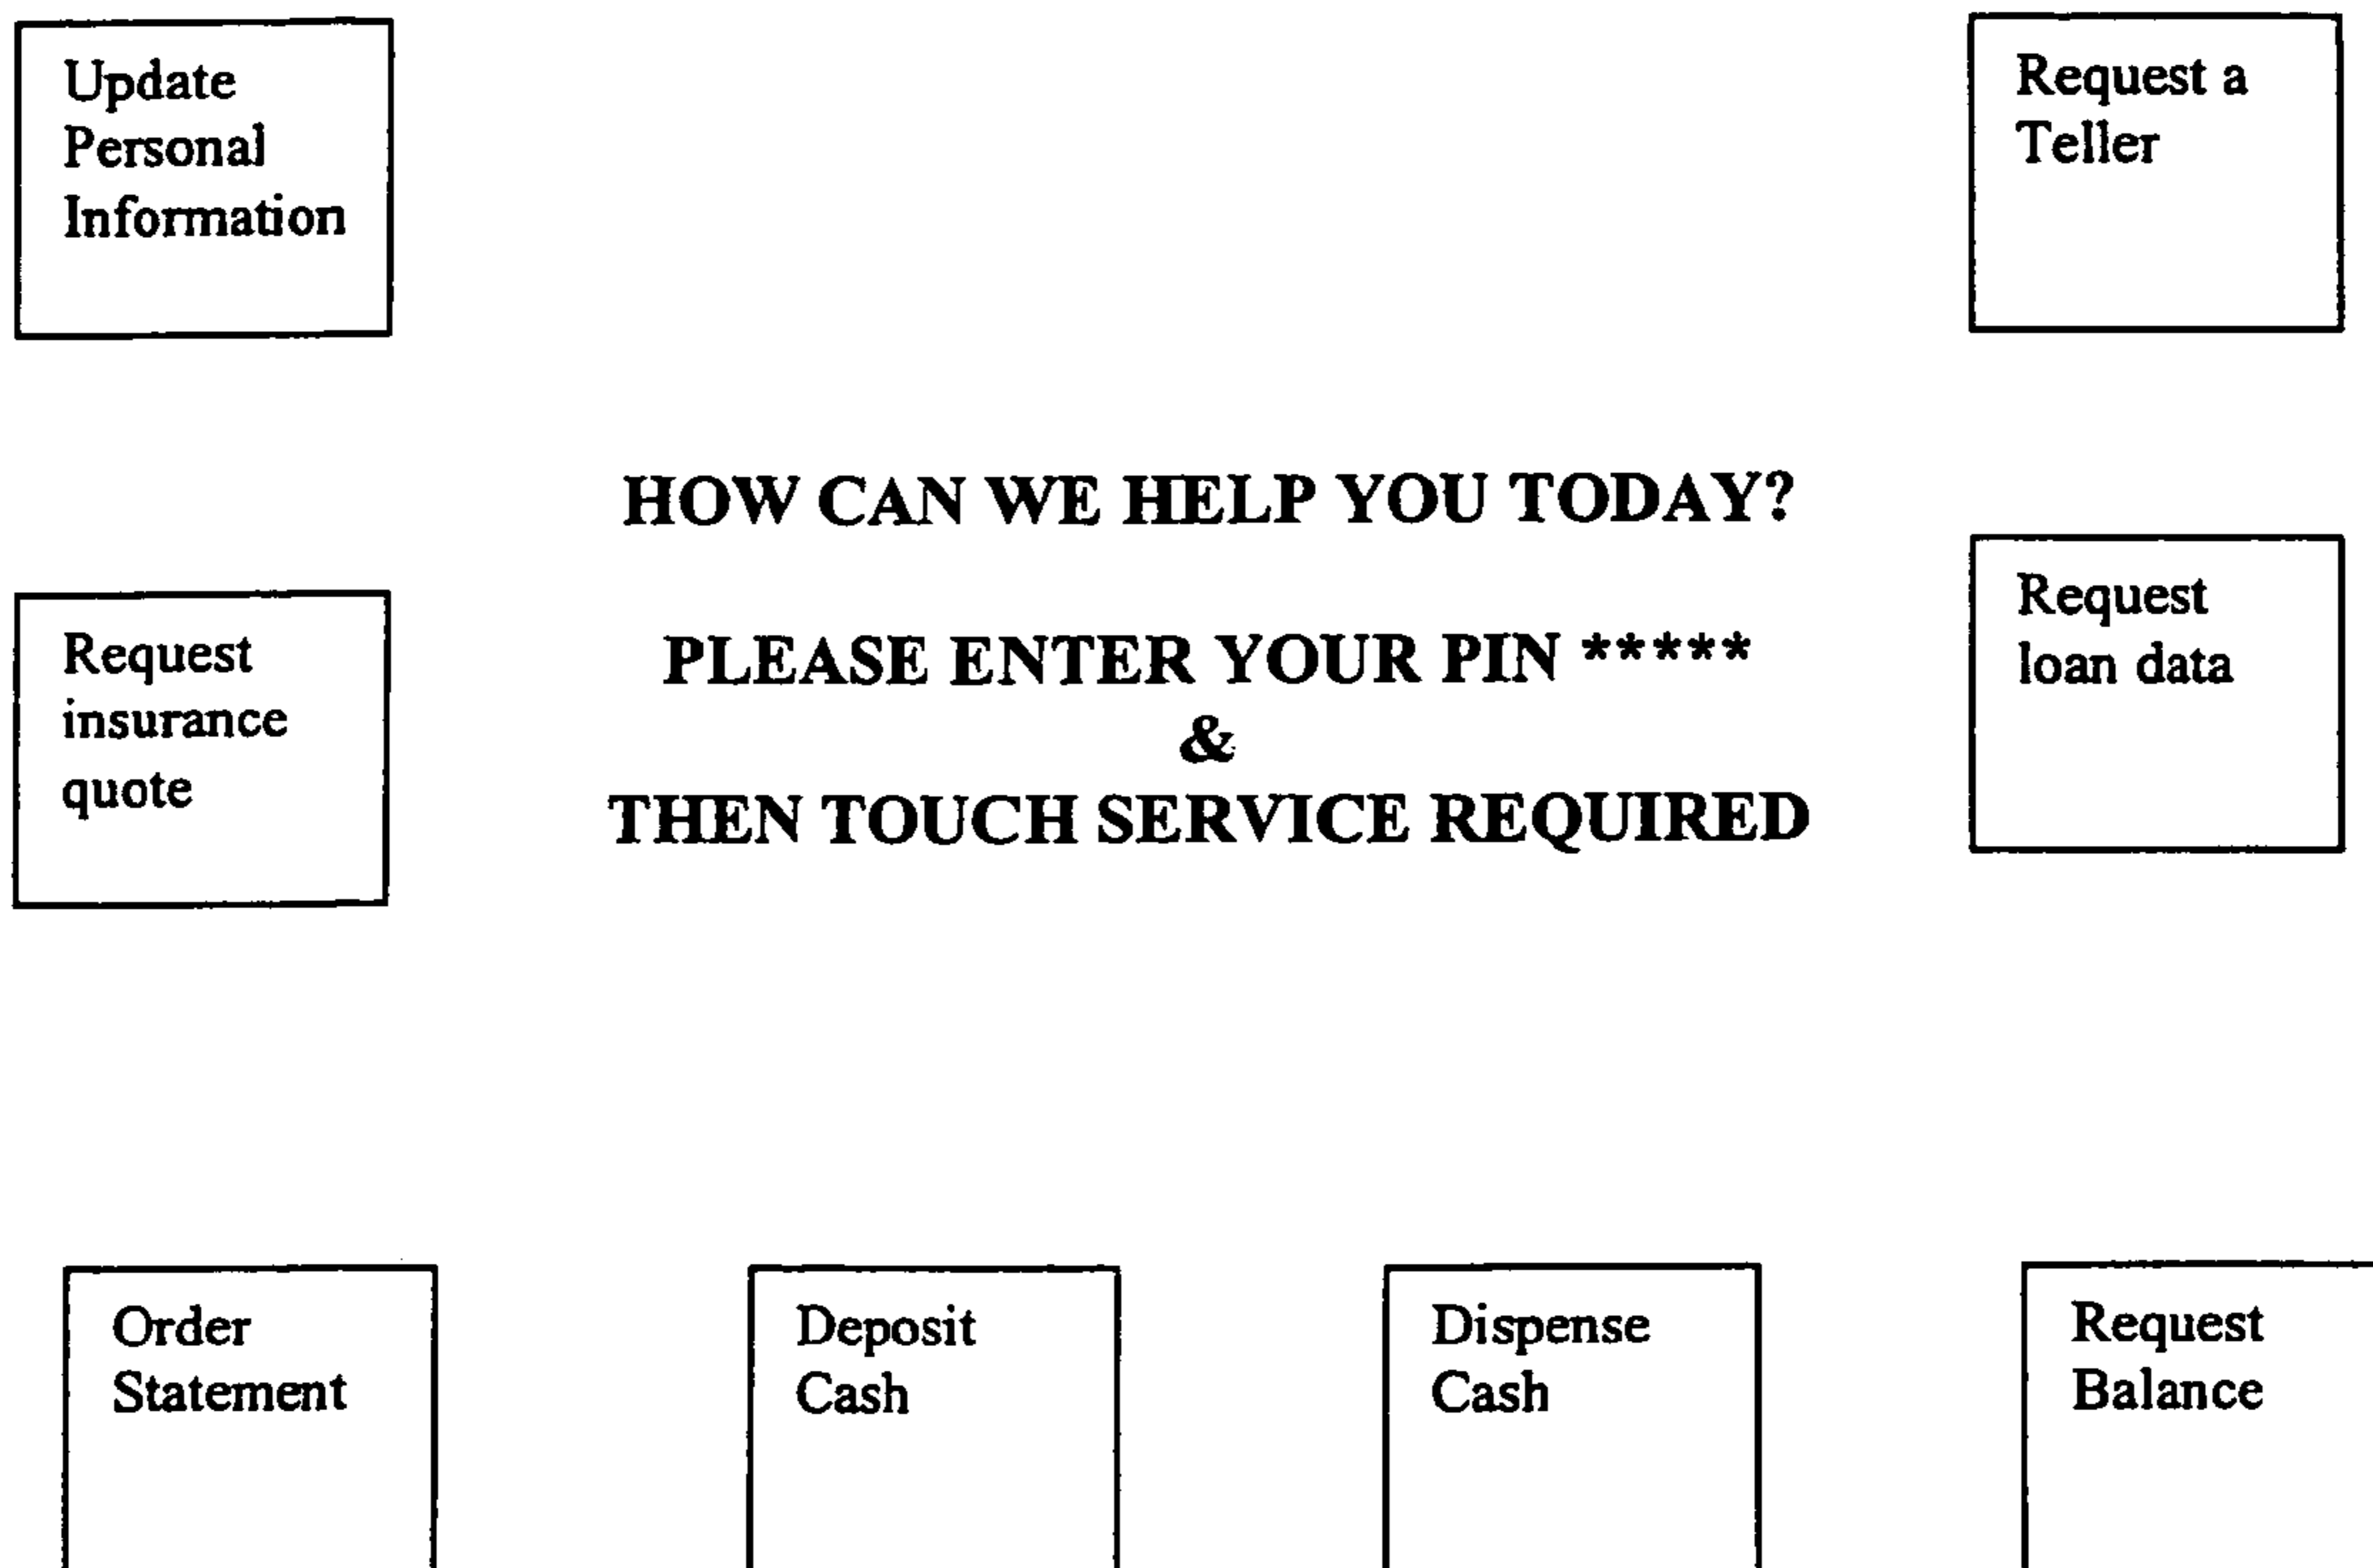 Update
Personal
Information
Request a
Teller
HOW CAN WE HELP YOU TODAY?
Request
insurance
quote
PLEASE ENTER YOUR PIN *****
&
THEN TOUCH SERVICE REQUIRED
Request
loan data
Order
Statement
Deposit
Cash
Dispense
Cash
Request
Balance